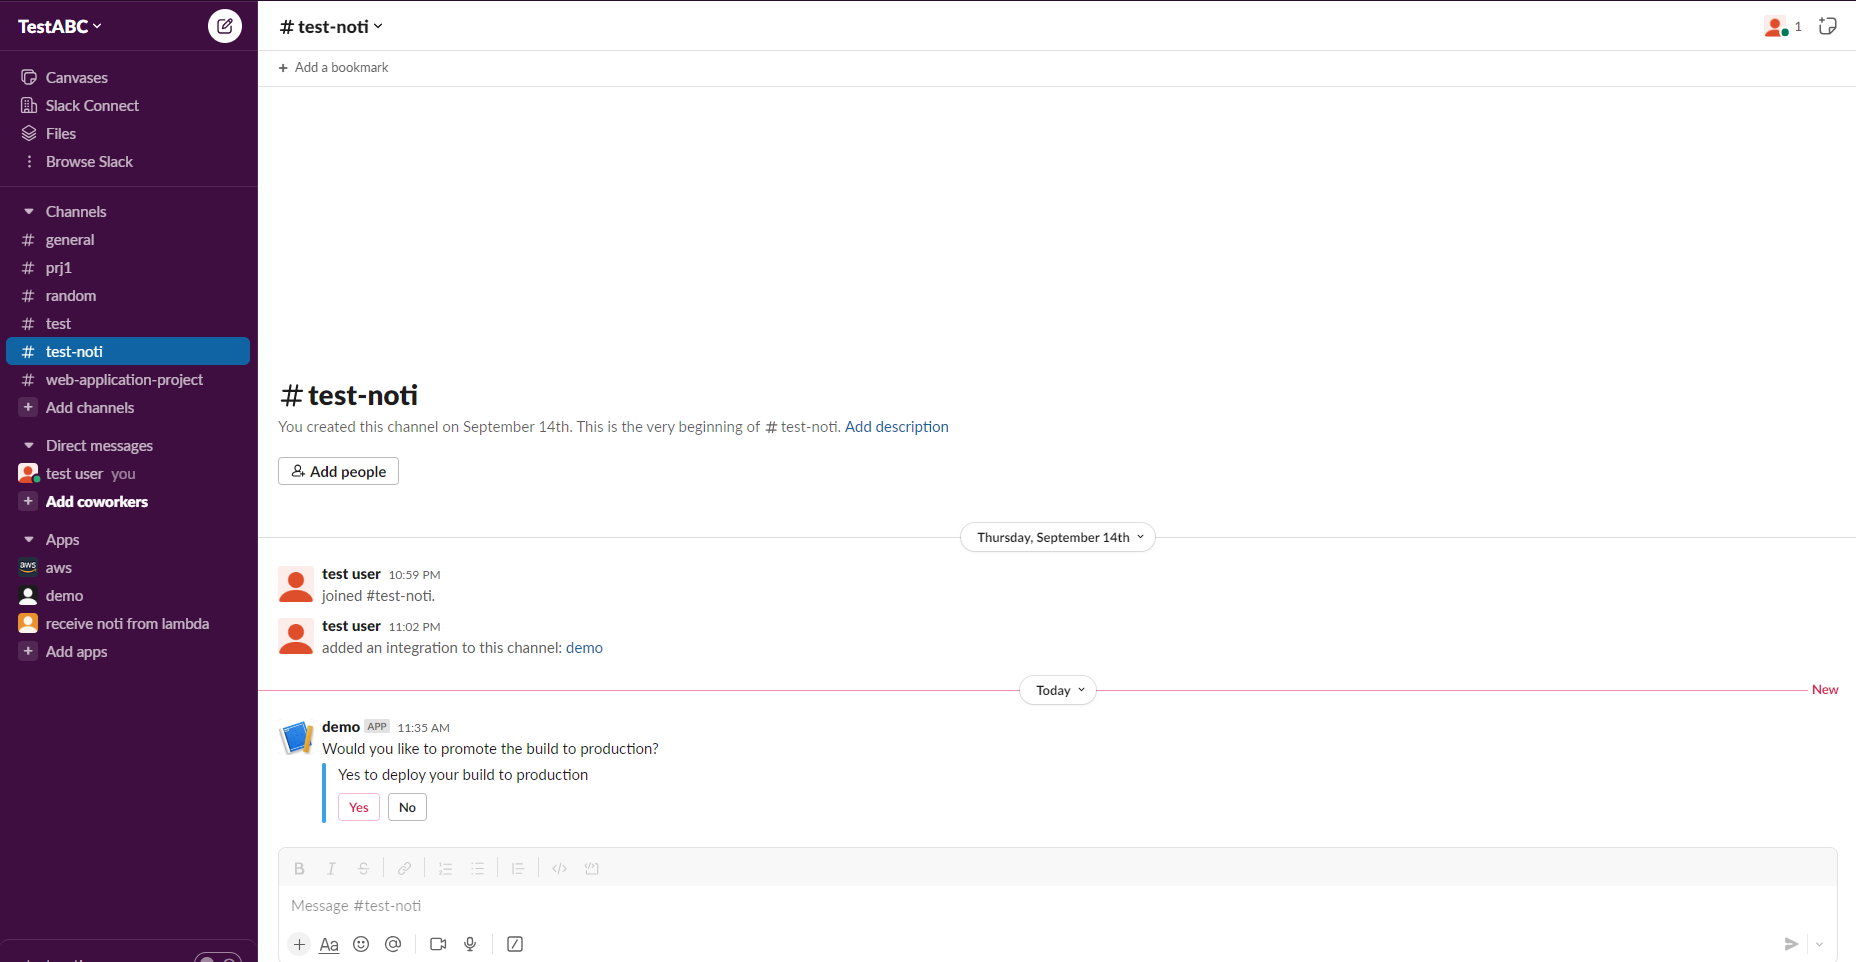 TestABC
Canvases
Slack Connect
Files
Browse Slack
Channels
# general
# prj1
# random
# test
# test-noti
# web-application-project
+ Add channels
Direct messages
test user you
+ Add coworkers
Apps
aws aws
demo
receive noti from lambda
+ Add apps
# test-noti
1
+ Add a bookmark
# test-noti
You created this channel on September 14th. This is the very beginning of # test-noti. Add description
Add people
Thursday, September 14th
test user 10:59 PM
joined #test-noti.
test user 11:02 PM
added an integration to this channel: demo
Today
New
demo APP 11:35 AM
Would you like to promote the build to production?
Yes to deploy your build to production
Yes No
B I S
Message #test-noti
+ Aa @